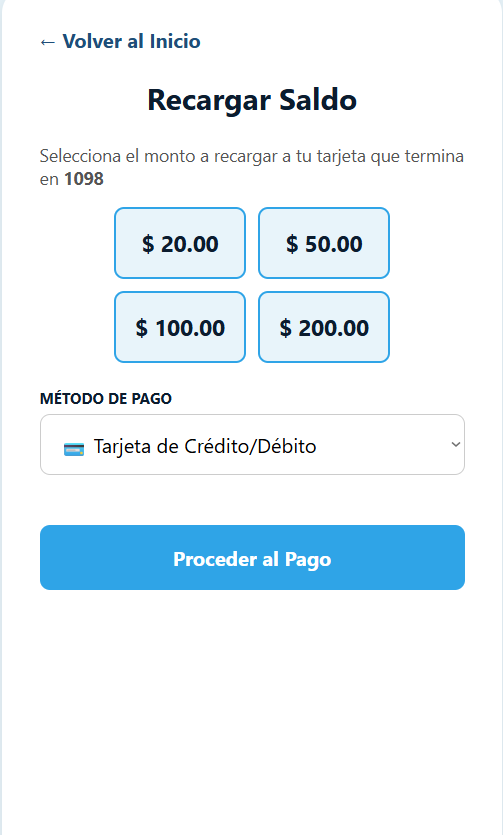 ← Volver al Inicio
Recargar Saldo
Selecciona el monto a recargar a tu tarjeta que termina
en 1098
$ 20.00 $ 50.00
$ 100.00 $ 200.00
MÉTODO DE PAGO
Tarjeta de Crédito/Débito
Proceder al Pago